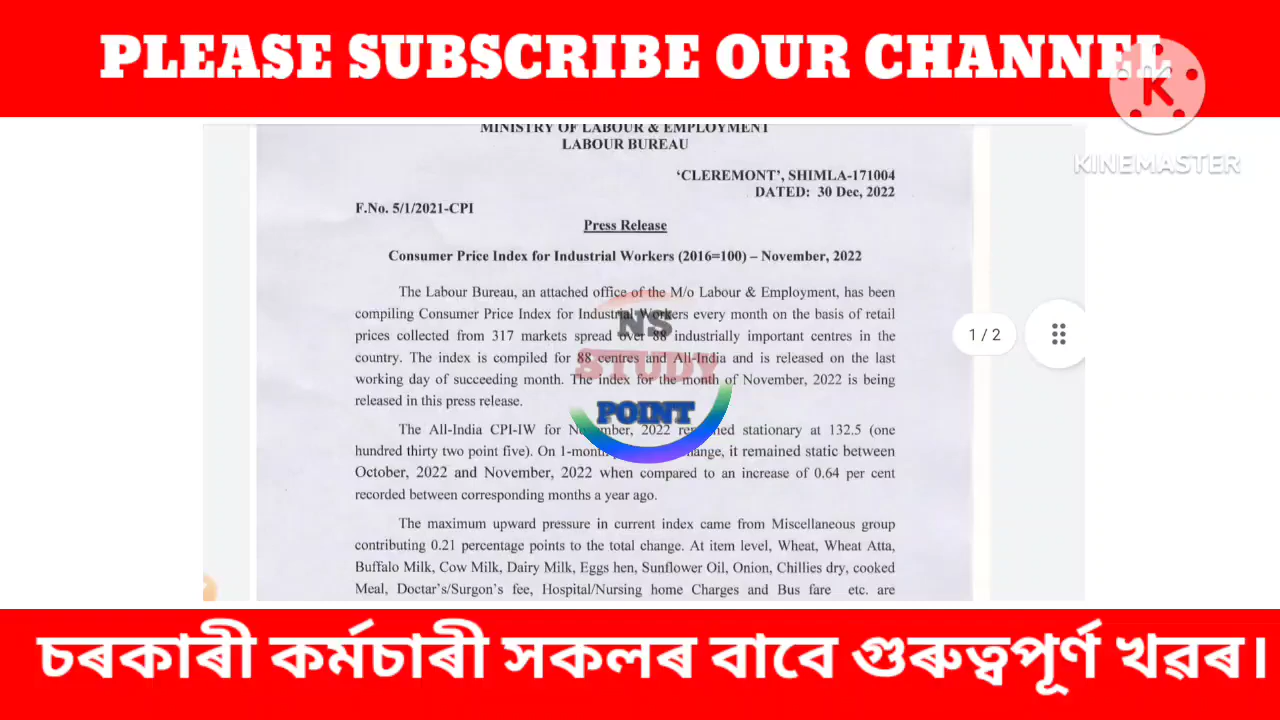 PLEASE SUBSCRIBE OUR CHANNEL
KINEMASTER
MINISTRY OF LABOUR & EMPLOYMENT
LABOUR BUREAU
‘CLEREMONT’, SHIMLA-171004
DATED: 30 Dec, 2022
F.No. 5/1/2021-CPI
Press Release
Consumer Price Index for Industrial Workers (2016=100) – November, 2022
The Labour Bureau, an attached office of the M/o Labour & Employment, has been
compiling Consumer Price Index for Industrial Workers every month on the basis of retail
prices collected from 317 markets spread over 88 industrially important centres in the
country. The index is compiled for 88 centres and All-India and is released on the last
working day of succeeding month. The index for the month of November, 2022 is being
released in this press release.
NS
STUDY
POINT
1 / 2
The All-India CPI-IW for November, 2022 remained stationary at 132.5 (one
hundred thirty two point five). On 1-month change, it remained static between
October, 2022 and November, 2022 when compared to an increase of 0.64 per cent
recorded between corresponding months a year ago.
The maximum upward pressure in current index came from Miscellaneous group
contributing 0.21 percentage points to the total change. At item level, Wheat, Wheat Atta,
Buffalo Milk, Cow Milk, Dairy Milk, Eggs hen, Sunflower Oil, Onion, Chillies dry, cooked
Meal, Doctar’s/Surgon’s fee, Hospital/Nursing home Charges and Bus fare etc. are
চৰকাৰী কৰ্মচাৰী সকলৰ বাবে গুৰুত্বপূৰ্ণ খৱৰ।